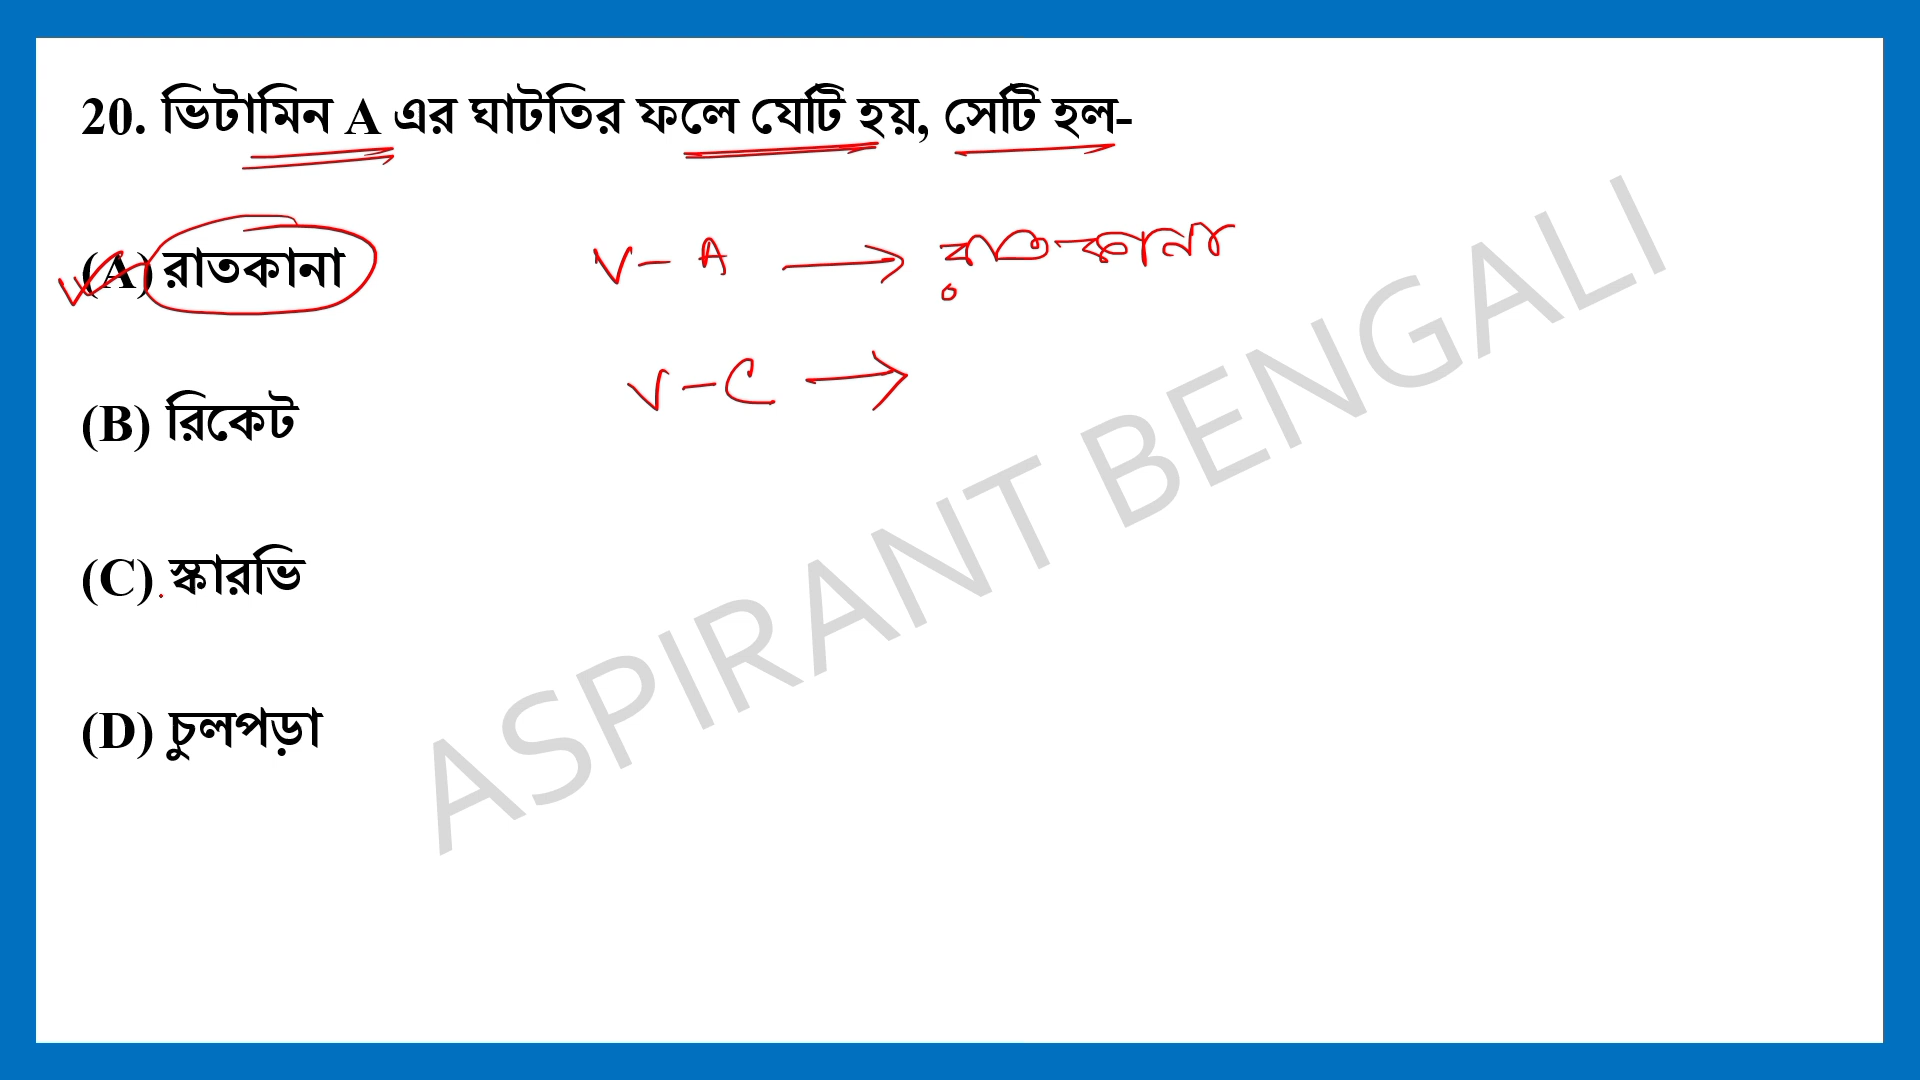 20. ভিটামিন A এর ঘাটতির ফলে যেটি হয়, সেটি হল-
(A) রাতকানা
V - A → রাতকানা
(B) রিকেট
V - C →
(C) স্কারভি
(D) চুলপড়া
ASPIRANT BENGALI